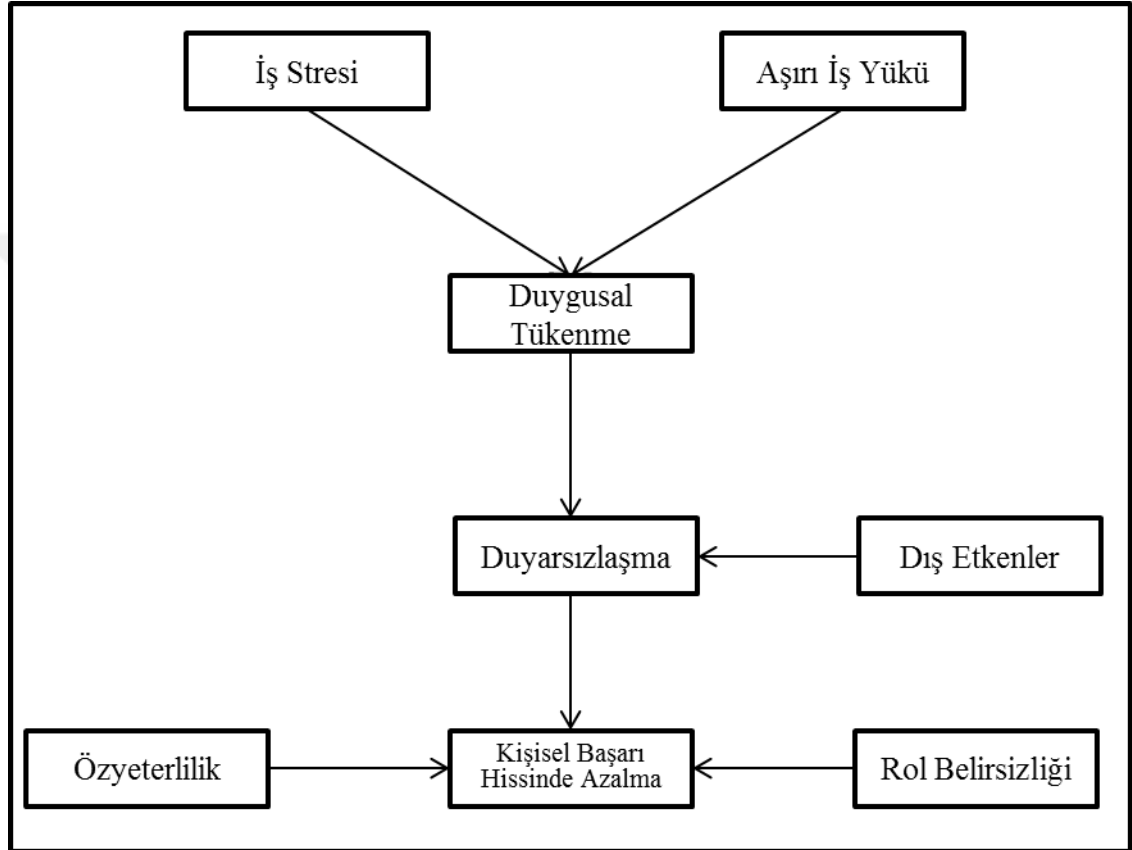 İş Stresi
Aşırı İş Yükü
Duygusal
Tükenme
Duyarsızlaşma
Dış Etkenler
Özyeterlilik
Kişisel Başarı
Hissinde Azalma
Rol Belirsizliği